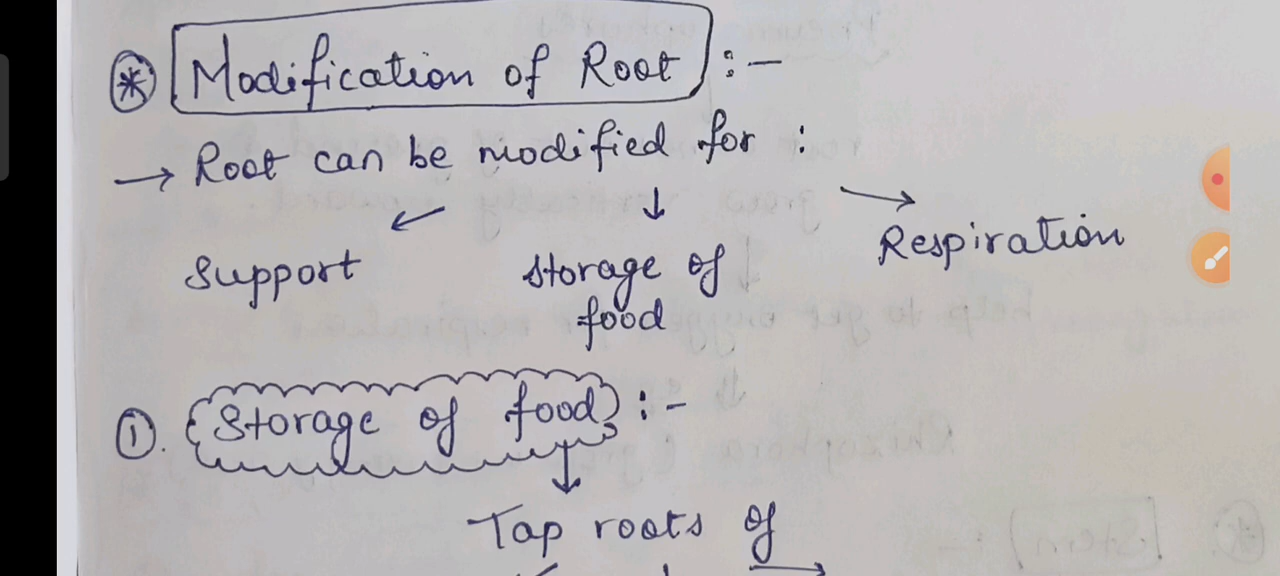 * Modification of Root :-
→ Root can be modified for :
Support
Storage of
food
Respiration
①. Storage of food :-
Tap roots of